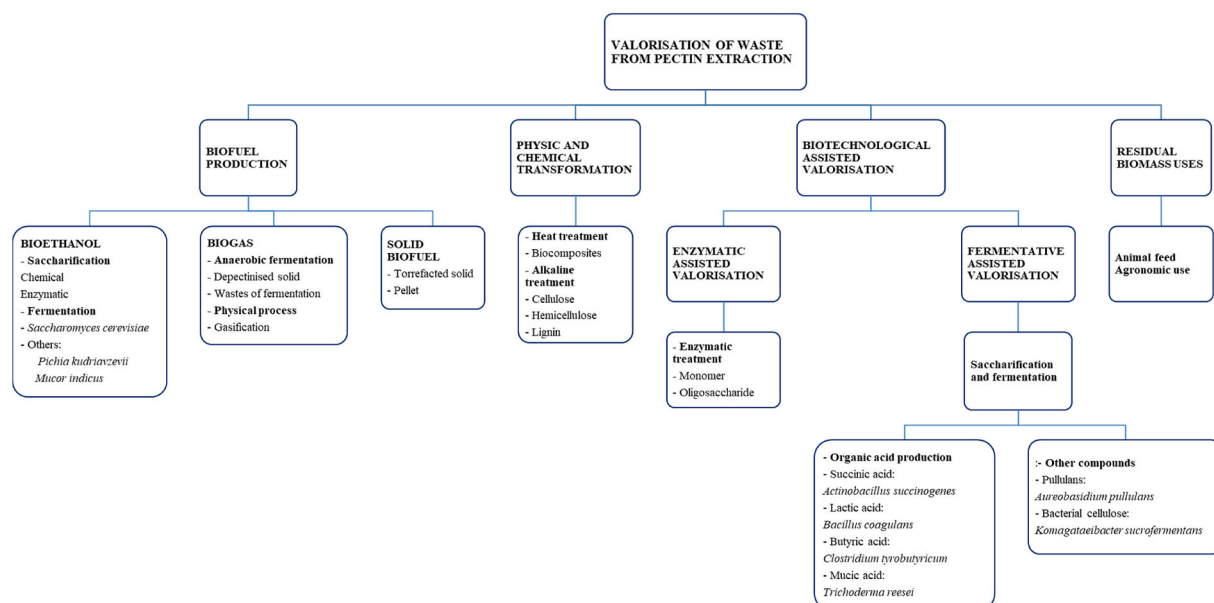 VALORISATION OF WASTE
FROM PECTIN EXTRACTION
BIOFUEL
PRODUCTION
PHYSIC AND
CHEMICAL
TRANSFORMATION
BIOTECHNOLOGICAL
ASSISTED
VALORISATION
RESIDUAL
BIOMASS USES
BIOETHANOL
- Saccharification
Chemical
Enzymatic
- Fermentation
- Saccharomyces cerevisiae
- Others:
Pichia kudriavzevii
Mucor indicus
BIOGAS
- Anaerobic fermentation
- Depectinised solid
- Wastes of fermentation
- Physical process
- Gasification
SOLID
BIOFUEL
- Torrefacted solid
- Pellet
- Heat treatment
- Biocomposites
- Alkaline
treatment
- Cellulose
- Hemicellulose
- Lignin
ENZYMATIC
ASSISTED
VALORISATION
FERMENTATIVE
ASSISTED
VALORISATION
Animal feed
Agronomic use
- Enzymatic
treatment
- Monomer
- Oligosaccharide
Saccharification
and fermentation
- Organic acid production
- Succinic acid:
Actinobacillus succinogenes
- Lactic acid:
Bacillus coagulans
- Butyric acid:
Clostridium tyrobutyricum
- Mucic acid:
Trichoderma reesei
:- Other compounds
- Pullulans:
Aureobasidium pullulans
- Bacterial cellulose:
Komagataeibacter sucrofermentans